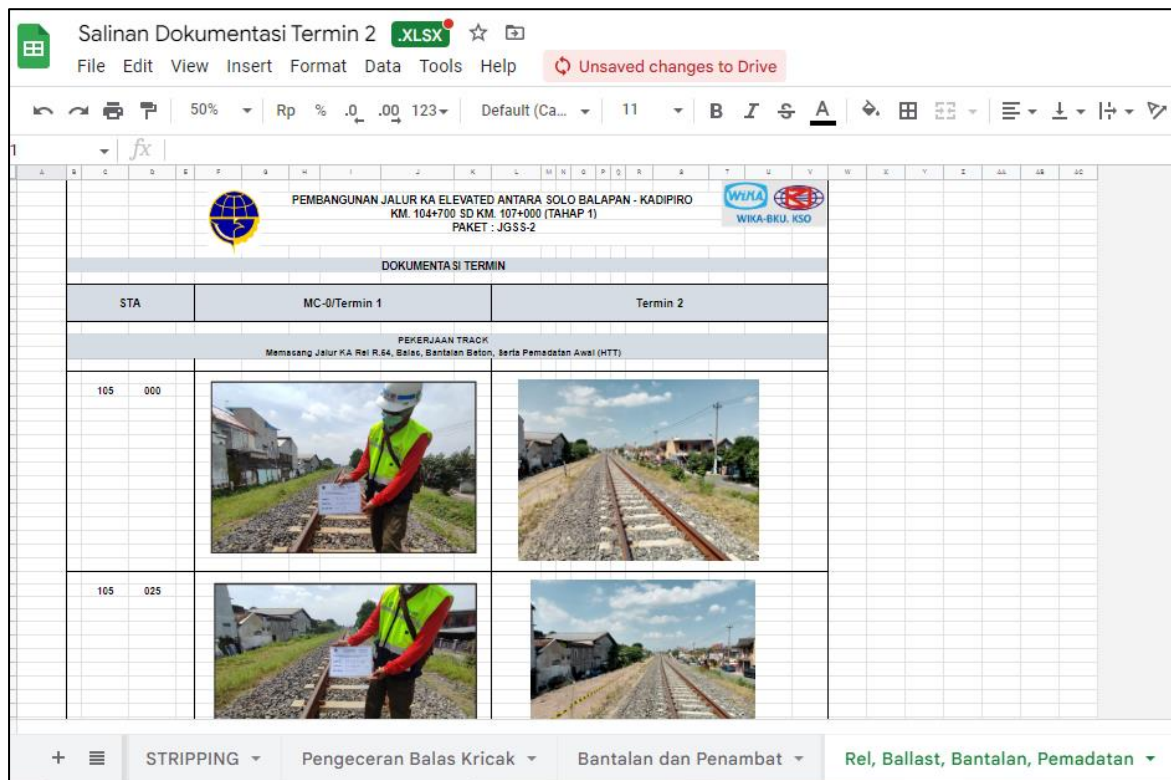 Salinan Dokumentasi Termin 2 .XLSX
File Edit View Insert Format Data Tools Help Unsaved changes to Drive
50% Rp % .0 .00 123 Default (Ca... 11 B I S A
1 fx
PEMBANGUNAN JALUR KA ELEVATED ANTARA SOLO BALAPAN - KADIPIRO
KM. 104+700 SD KM. 107+000 (TAHAP 1)
PAKET : JGSS-2
WIKA
WIKA-BKU. KSO
DOKUMENTASI TERMIN
STA MC-0/Termin 1 Termin 2
PEKERJAAN TRACK
Memasang Jalur KA Rel R.54, Balas, Bantalan Beton, Serta Pemadatan Awal (HTT)
105 000
105 025
+ STRIPPING Pengeceran Balas Kricak Bantalan dan Penambat Rel, Ballast, Bantalan, Pemadatan